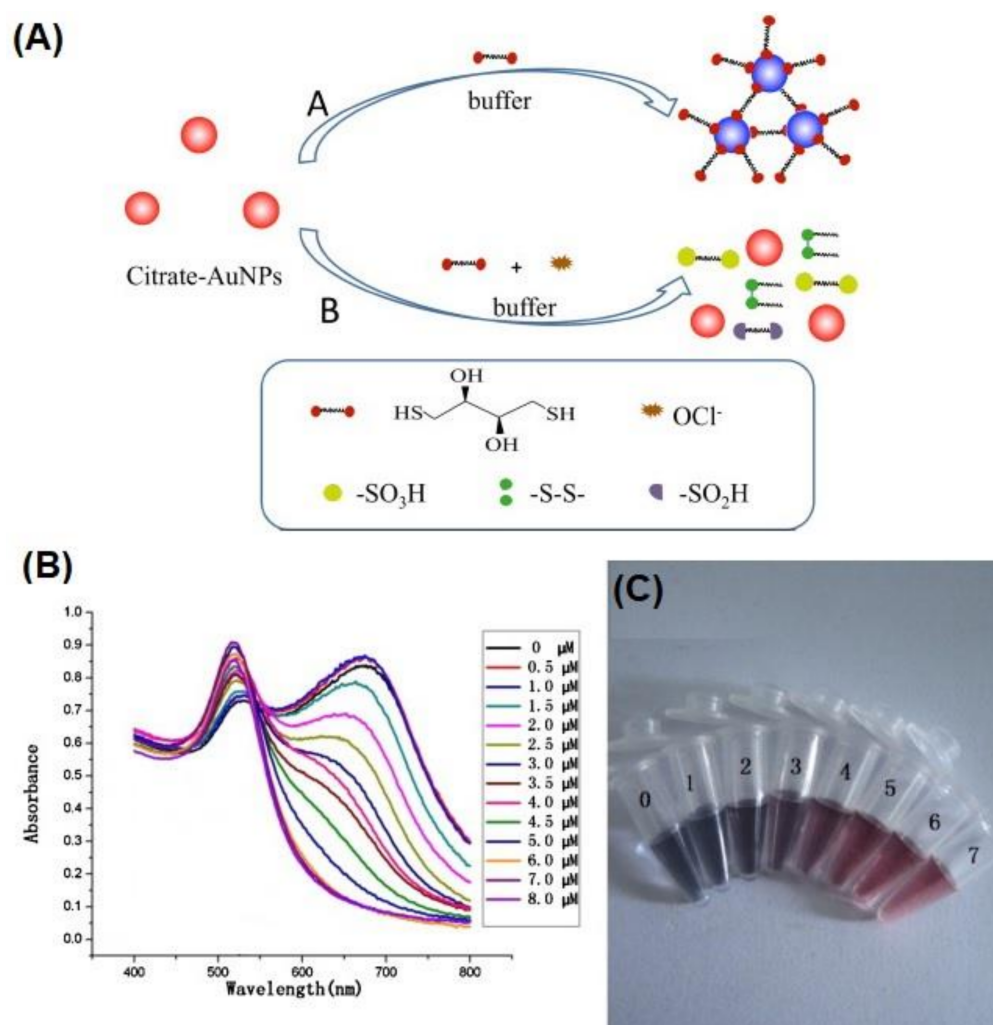 (A)
A
buffer
Citrate-AuNPs
+
buffer
B
OH
HS
SH
OH
OCl⁻
-SO₃H
-S-S-
-SO₂H
(B)
1.0
0.9
0.8
0.7
0.6
0.5
0.4
0.3
0.2
0.1
0.0
Absorbance
400 500 600 700 800
Wavelength(nm)
0 μM
0.5 μM
1.0 μM
1.5 μM
2.0 μM
2.5 μM
3.0 μM
3.5 μM
4.0 μM
4.5 μM
5.0 μM
6.0 μM
7.0 μM
8.0 μM
(C)
0 1 2 3 4 5 6 7